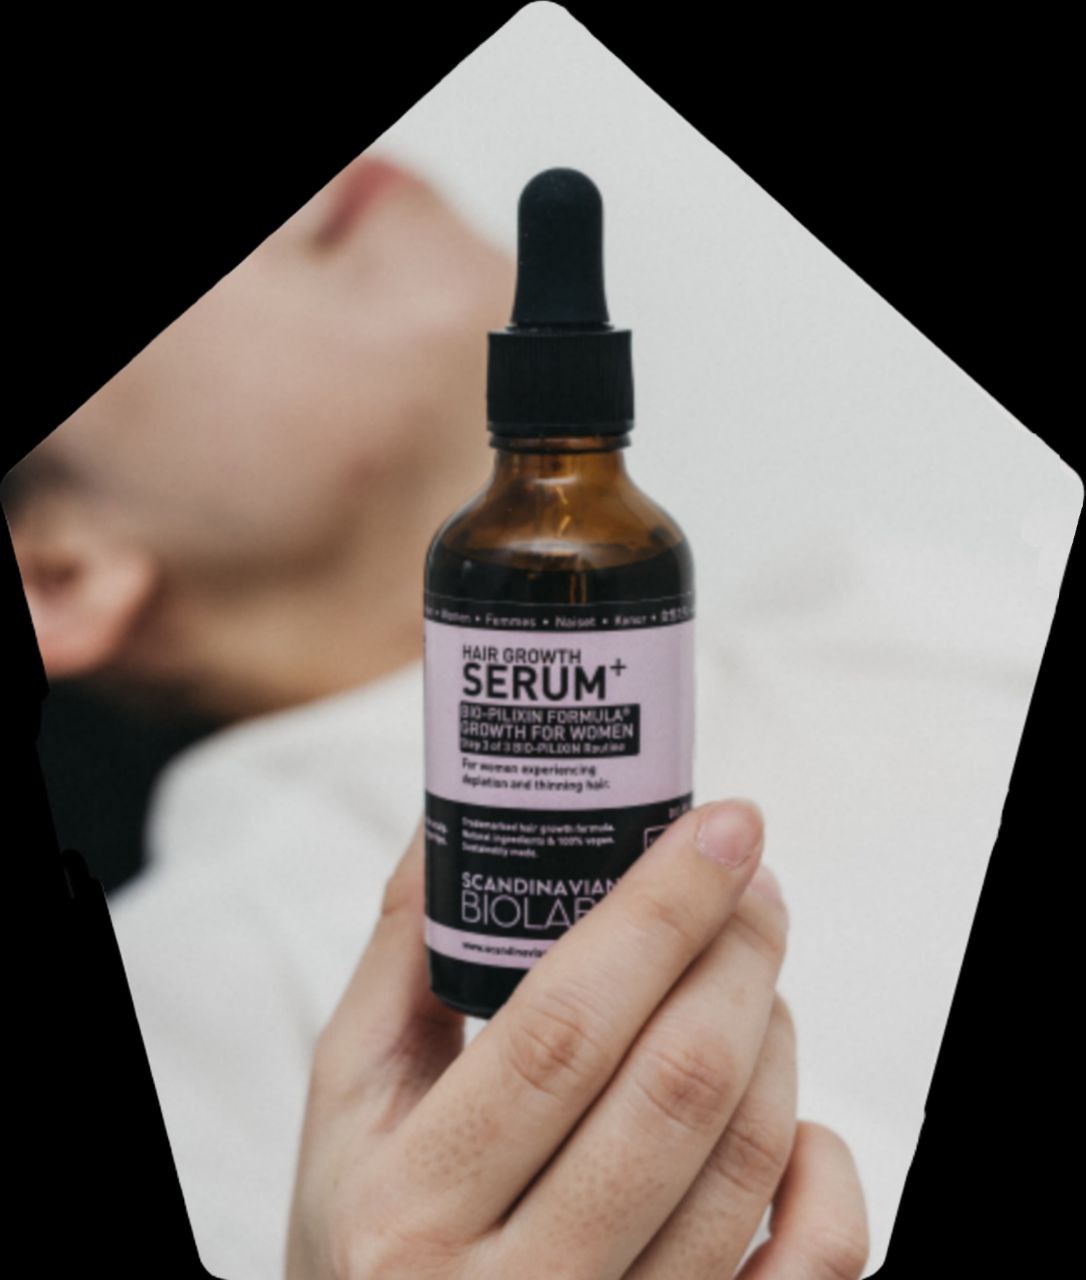 Women • Femmes • Naiset • Kvinner •
HAIR GROWTH
SERUM+
BIO-PILIXIN FORMULA®
GROWTH FOR WOMEN
Step 3 of 3 BIO-PILIXIN Routine
For women experiencing
depletion and thinning hair.
Trademarked hair growth formula.
Natural ingredients & 100% vegan.
Sustainably made.
SCANDINAVIAN
BIOLAB